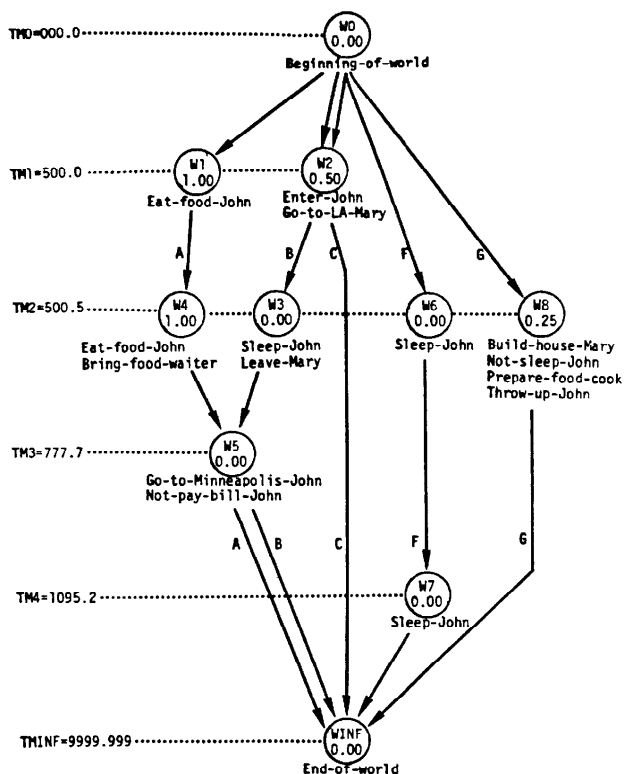 TM0=000.0
W0
0.00
Beginning-of-world
TM1=500.0
W1
1.00
W2
0.50
Eat-food-John
Enter-John
Go-to-LA-Mary
A
B
C
F
G
TM2=500.5
W4
1.00
W3
0.00
W6
0.00
W8
0.25
Eat-food-John
Bring-food-waiter
Sleep-John
Leave-Mary
Sleep-John
Build-house-Mary
Not-sleep-John
Prepare-food-cook
Throw-up-John
TM3=777.7
W5
0.00
Go-to-Minneapolis-John
Not-pay-bill-John
A
B
C
F
G
TM4=1095.2
W7
0.00
Sleep-John
TMINF=9999.999
WINF
0.00
End-of-world